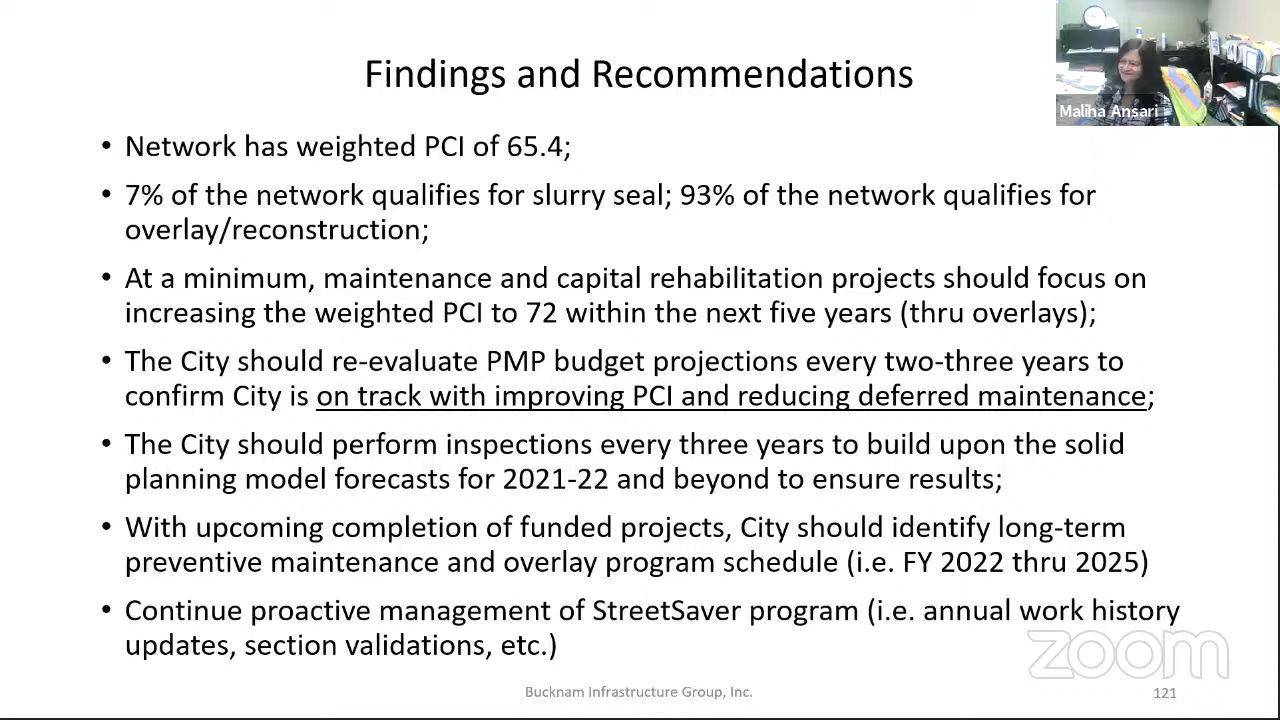 Findings and Recommendations
Maliha Ansari
• Network has weighted PCI of 65.4;
• 7% of the network qualifies for slurry seal; 93% of the network qualifies for
overlay/reconstruction;
• At a minimum, maintenance and capital rehabilitation projects should focus on
increasing the weighted PCI to 72 within the next five years (thru overlays);
• The City should re-evaluate PMP budget projections every two-three years to
confirm City is on track with improving PCI and reducing deferred maintenance;
• The City should perform inspections every three years to build upon the solid
planning model forecasts for 2021-22 and beyond to ensure results;
• With upcoming completion of funded projects, City should identify long-term
preventive maintenance and overlay program schedule (i.e. FY 2022 thru 2025)
• Continue proactive management of StreetSaver program (i.e. annual work history
updates, section validations, etc.)
zoom
Bucknam Infrastructure Group, Inc.
121